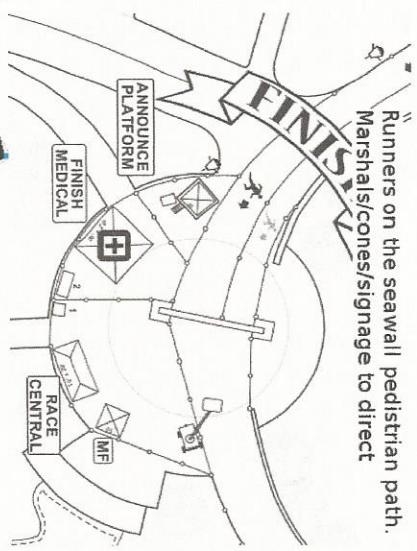 Runners on the seawall pedistrian path.
Marshals/cones/signage to direct
FINIS
ANNOUNCE
PLATFORM
FINISH
MEDICAL
2
1
RACE
CENTRAL
MF